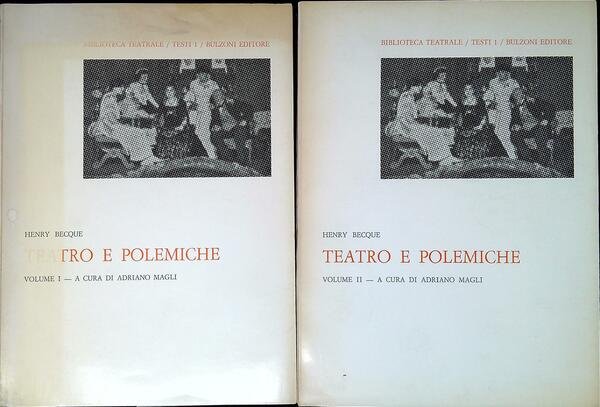 BIBLIOTECA TEATRALE / TESTI 1 / BULZONI EDITORE
HENRY BECQUE
TEATRO E POLEMICHE
VOLUME I — A CURA DI ADRIANO MAGLI
BIBLIOTECA TEATRALE / TESTI 1 / BULZONI EDITORE
HENRY BECQUE
TEATRO E POLEMICHE
VOLUME II — A CURA DI ADRIANO MAGLI